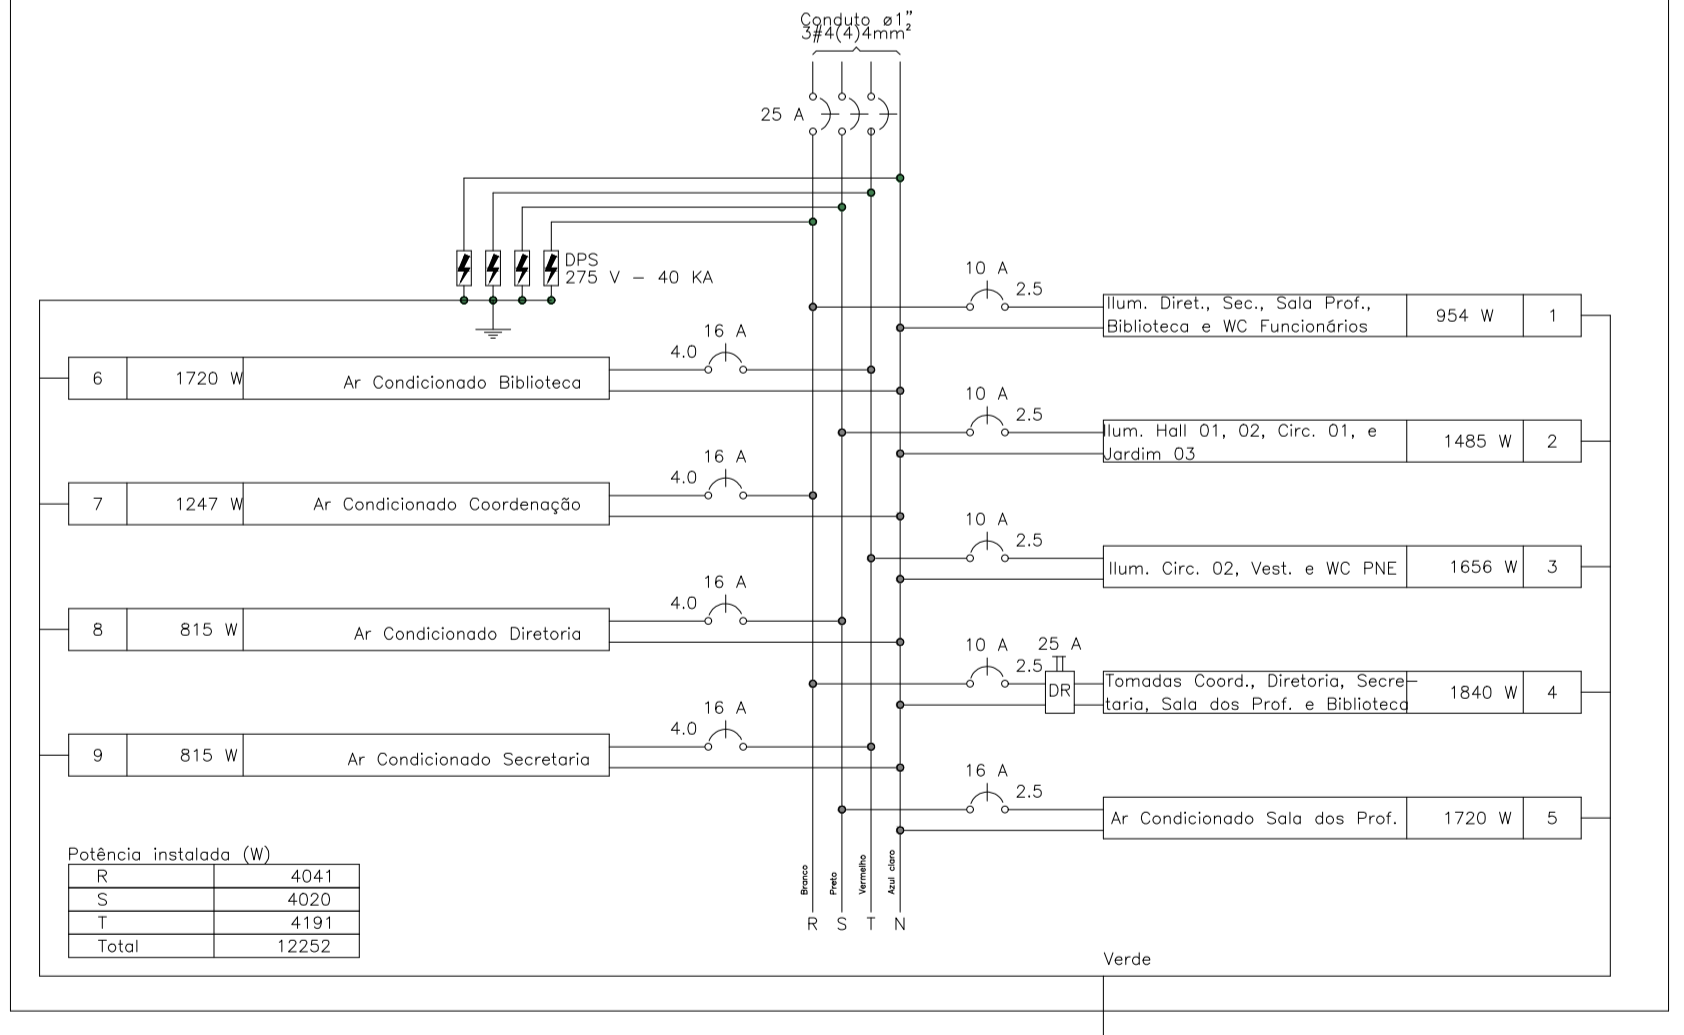 Conduto ø1"
3#4(4)4mm²
25 A
DPS
275 V - 40 KA
10 A
2.5
Ilum. Diret., Sec., Sala Prof.,
Biblioteca e WC Funcionários
954 W
1
16 A
4.0
6
1720 W
Ar Condicionado Biblioteca
10 A
2.5
Ilum. Hall 01, 02, Circ. 01, e
Jardim 03
1485 W
2
16 A
4.0
7
1247 W
Ar Condicionado Coordenação
10 A
2.5
Ilum. Circ. 02, Vest. e WC PNE
1656 W
3
16 A
4.0
8
815 W
Ar Condicionado Diretoria
10 A
2.5
25 A
DR
Tomadas Coord., Diretoria, Secre-
taria, Sala dos Prof. e Biblioteca
1840 W
4
16 A
4.0
9
815 W
Ar Condicionado Secretaria
16 A
2.5
Ar Condicionado Sala dos Prof.
1720 W
5
Potência instalada (W)
R 4041
S 4020
T 4191
Total 12252
Branco
Preto
Vermelho
Azul claro
R S T N
Verde